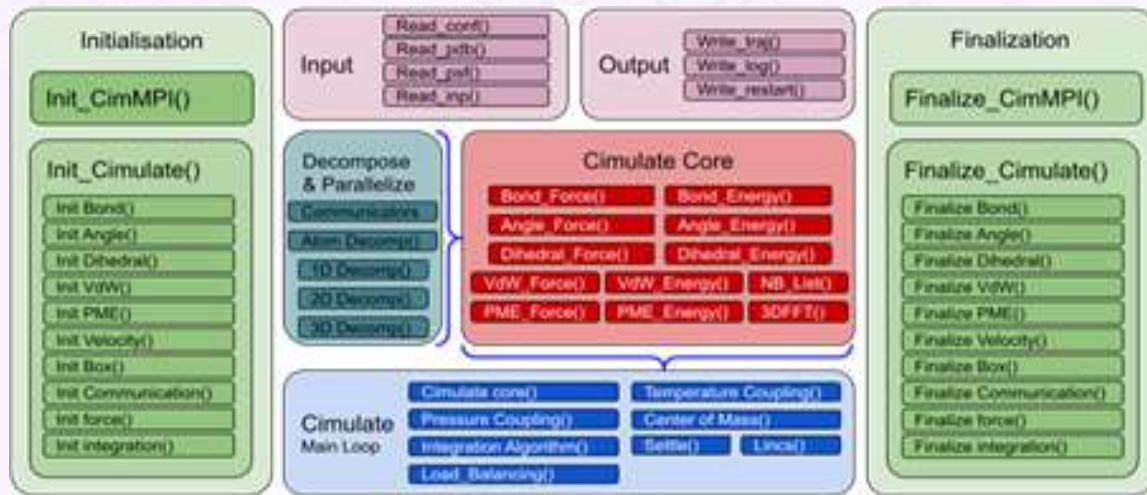 Initialisation
Init_CimMPI()
Init_Cimulate()
Init Bond()
Init Angle()
Init Dihedral()
Init VdW()
Init PME()
Init Velocity()
Init Box()
Init Communication()
Init force()
Init integration()
Input
Read_conf()
Read_pdb()
Read_psf()
Read_inp()
Output
Write_traj()
Write_log()
Write_restart()
Decompose
& Parallelize
Communicators
Atom Decomp()
1D Decomp()
2D Decomp()
3D Decomp()
Cimulate Core
Bond_Force() Bond_Energy()
Angle_Force() Angle_Energy()
Dihedral_Force() Dihedral_Energy()
VdW_Force() VdW_Energy() NB_List()
PME_Force() PME_Energy() 3DFFT()
Cimulate
Main Loop
Cimulate core() Temperature Coupling()
Pressure Coupling() Center of Mass()
Integration Algorithm() Settle() Lincs()
Load_Balancing()
Finalization
Finalize_CimMPI()
Finalize_Cimulate()
Finalize Bond()
Finalize Angle()
Finalize Dihedral()
Finalize VdW()
Finalize PME()
Finalize Velocity()
Finalize Box()
Finalize Communication()
Finalize force()
Finalize integration()